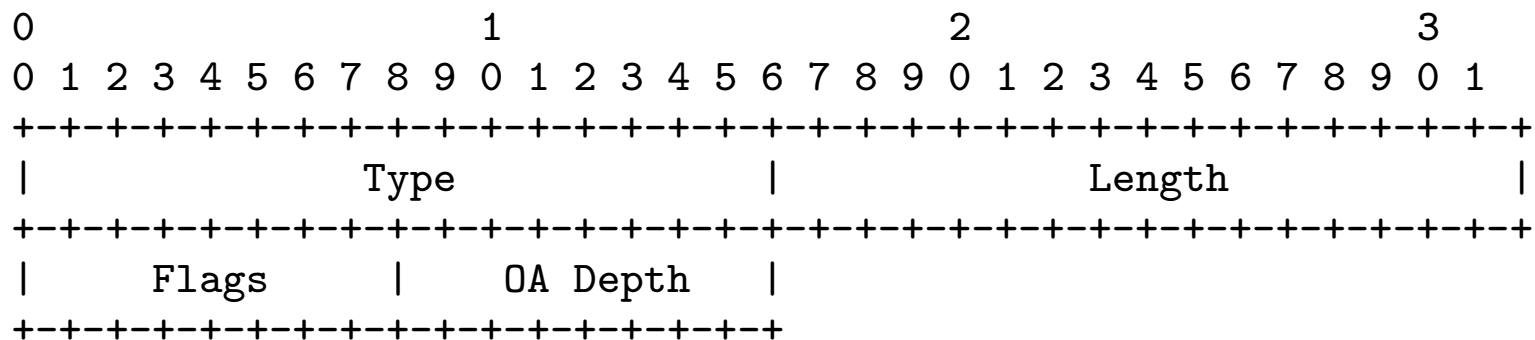 0                   1                   2                   3
0 1 2 3 4 5 6 7 8 9 0 1 2 3 4 5 6 7 8 9 0 1 2 3 4 5 6 7 8 9 0 1
+-+-+-+-+-+-+-+-+-+-+-+-+-+-+-+-+-+-+-+-+-+-+-+-+-+-+-+-+-+-+-+-+
|              Type             |             Length            |
+-+-+-+-+-+-+-+-+-+-+-+-+-+-+-+-+-+-+-+-+-+-+-+-+-+-+-+-+-+-+-+-+
|     Flags     |    OA Depth   |
+-+-+-+-+-+-+-+-+-+-+-+-+-+-+-+-+